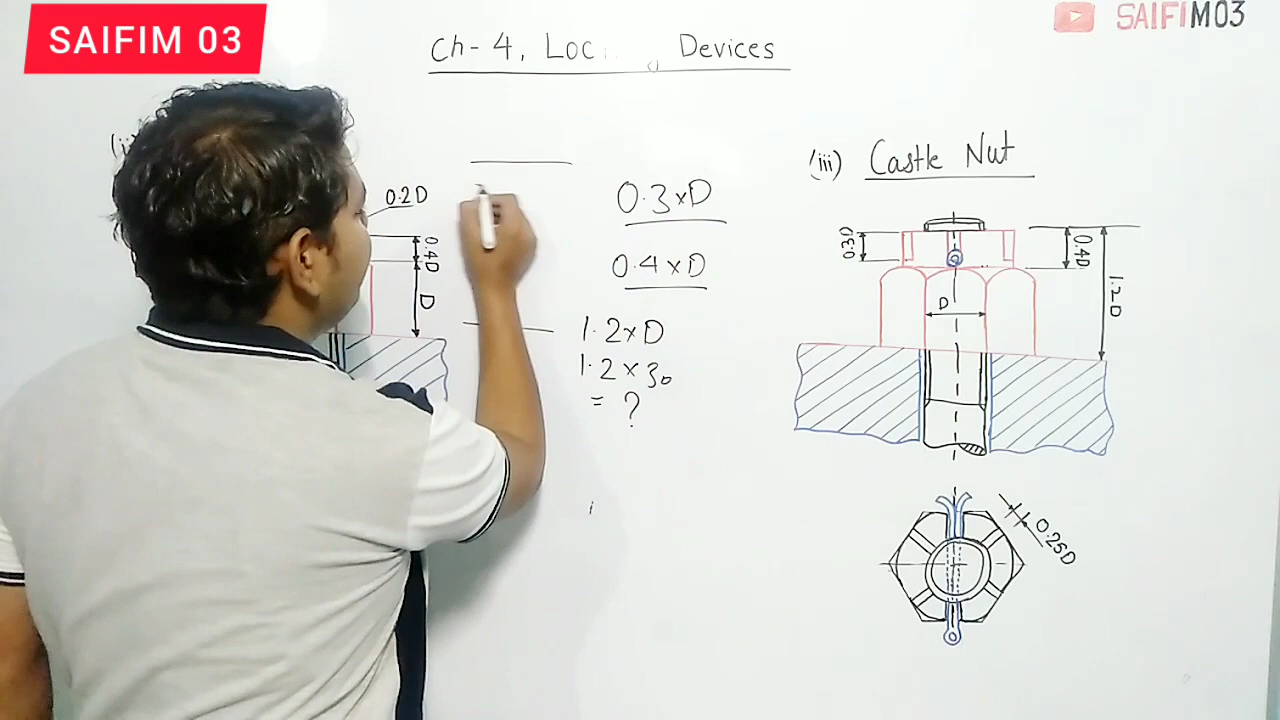 SAIFIM 03
SAIFIM03
Ch-4, Loc g Devices
(iii) Castle Nut
0.2D
0.4D
D
0.3×D
0.4×D
1.2×D
1.2×30
= ?
0.3D
0.4D
1.2D
D
0.25D